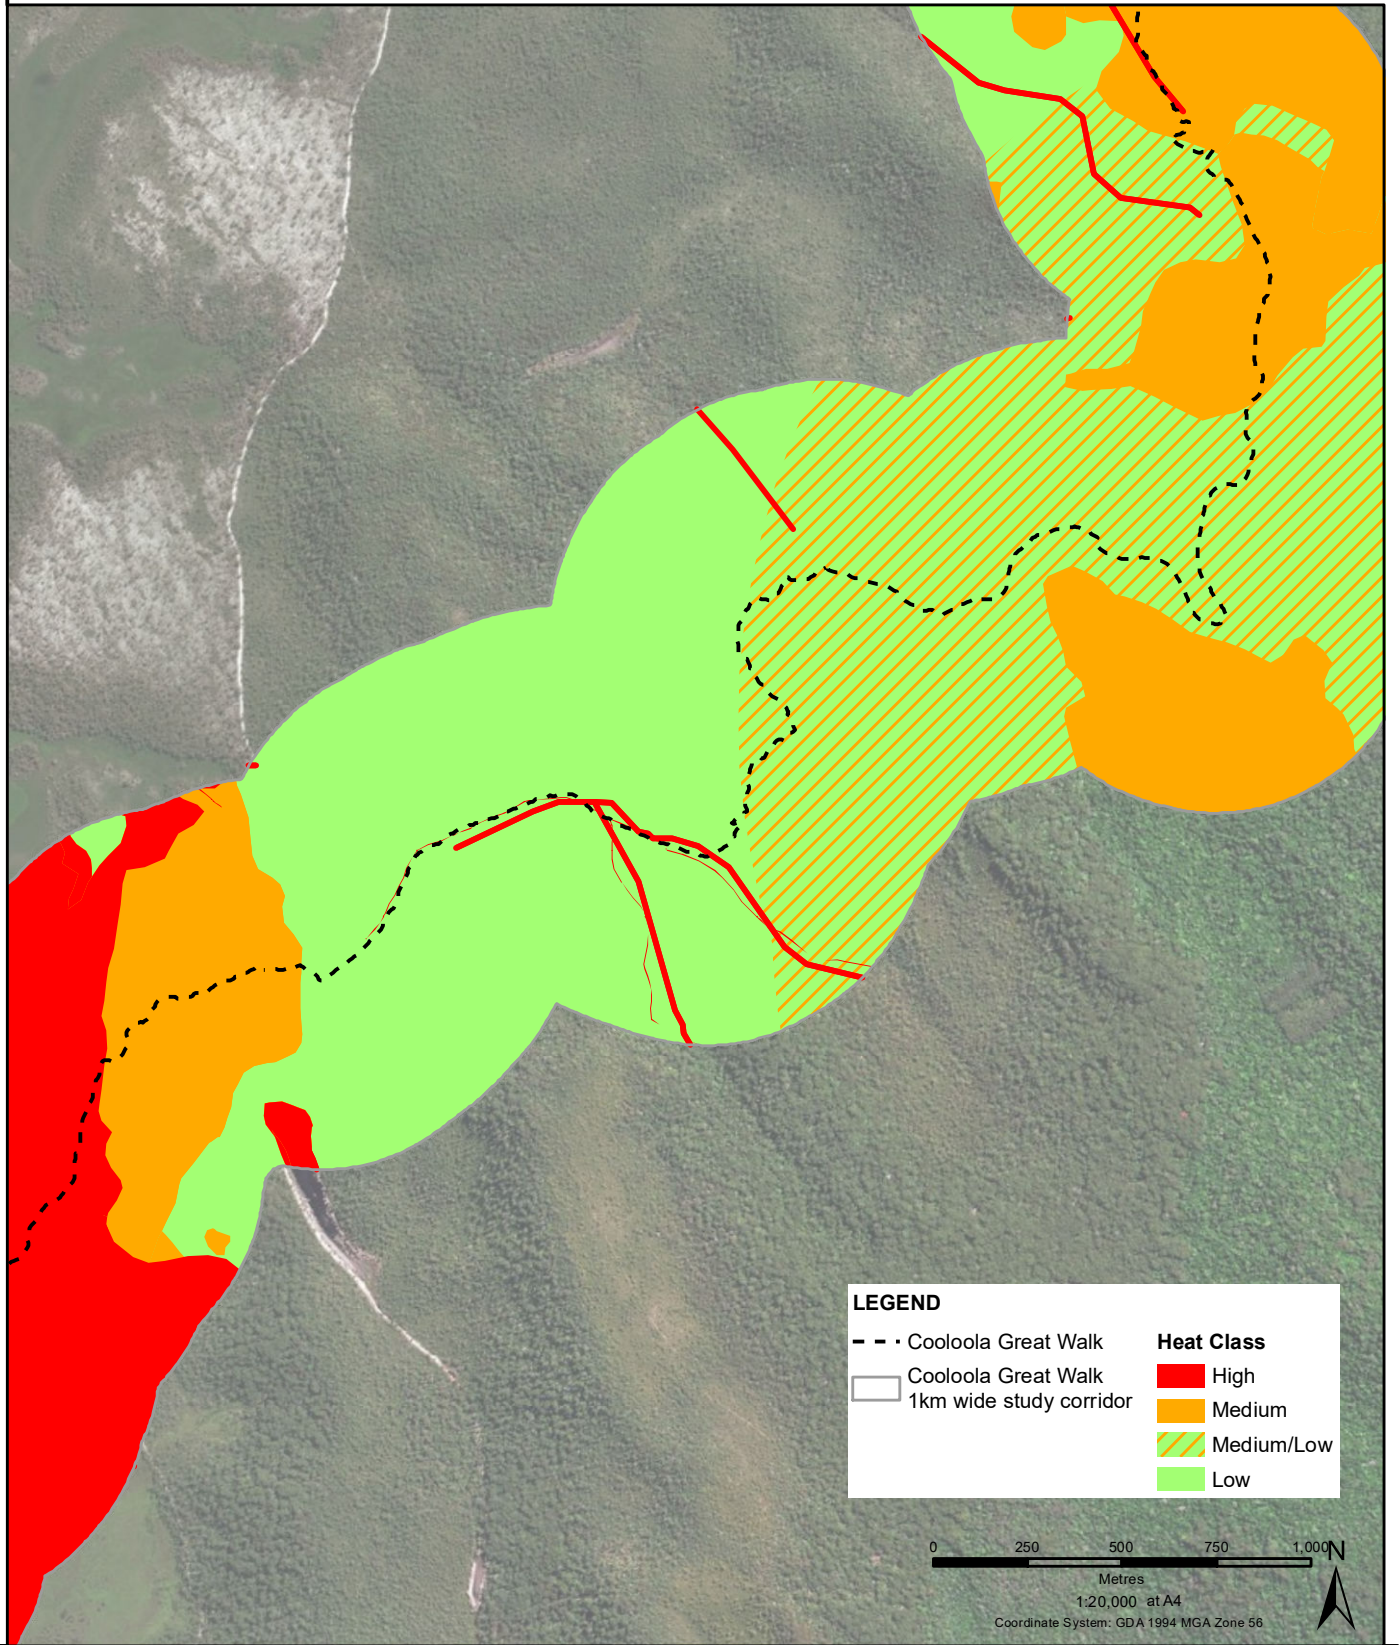 LEGEND
Cooloola Great Walk
Cooloola Great Walk
1km wide study corridor
Heat Class
High
Medium
Medium/Low
Low
0 250 500 750 1,000
N
Metres
1:20,000 at A4
Coordinate System: GDA 1994 MGA Zone 56